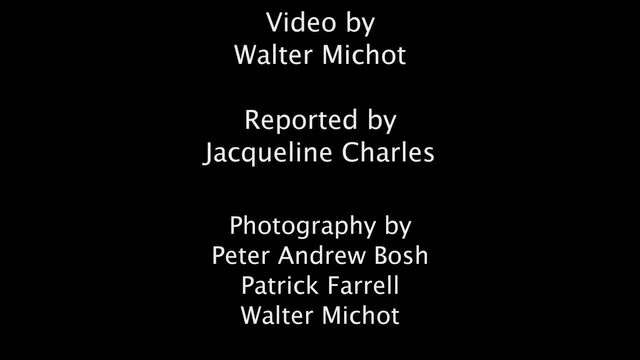 Video by
Walter Michot
Reported by
Jacqueline Charles
Photography by
Peter Andrew Bosh
Patrick Farrell
Walter Michot